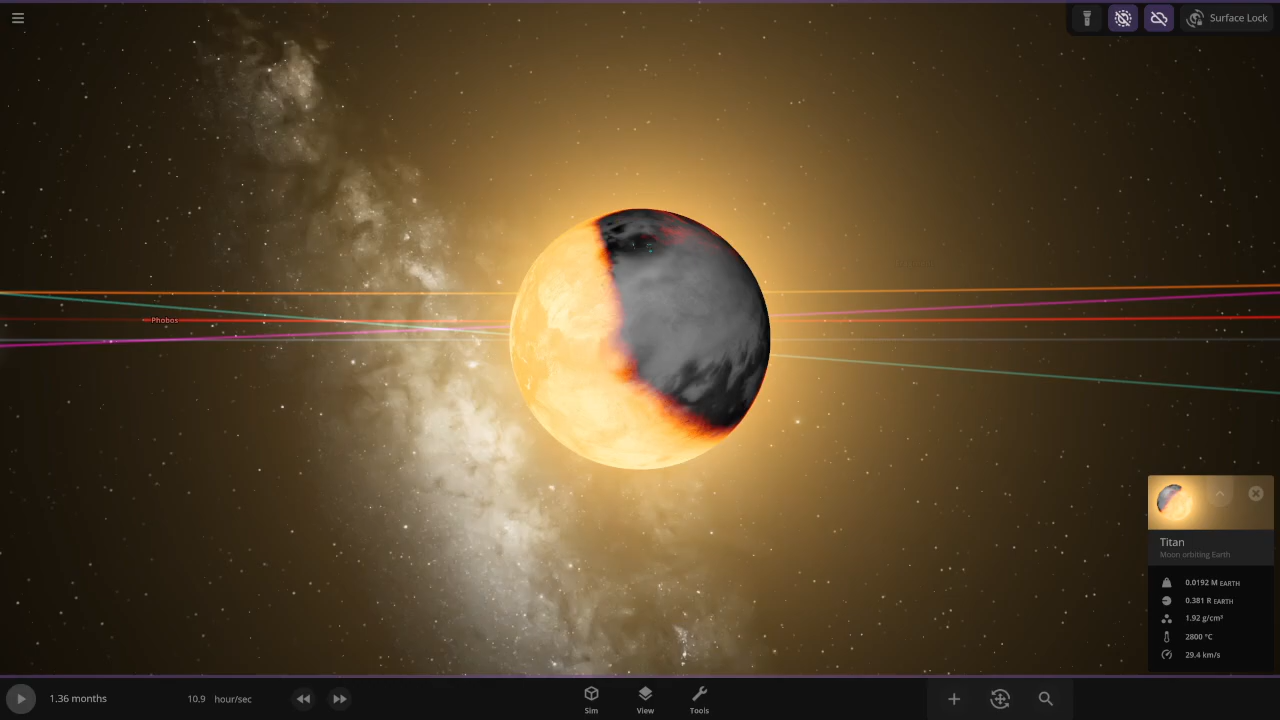 Surface Lock
Phobos
Titan
Moon orbiting Earth
0.0192 M EARTH
0.381 R EARTH
1.92 g/cm³
2800 °C
29.4 km/s
1.36 months
10.9 hour/sec
Sim
View
Tools